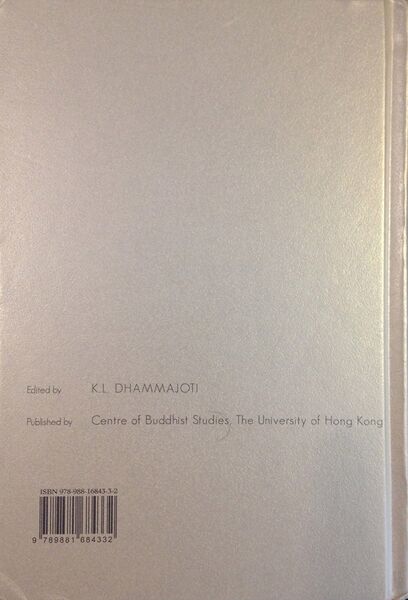 Edited by K.L. DHAMMAJOTI
Published by Centre of Buddhist Studies, The University of Hong Kong
ISBN 978-988-16843-3-2
9 789881 684332